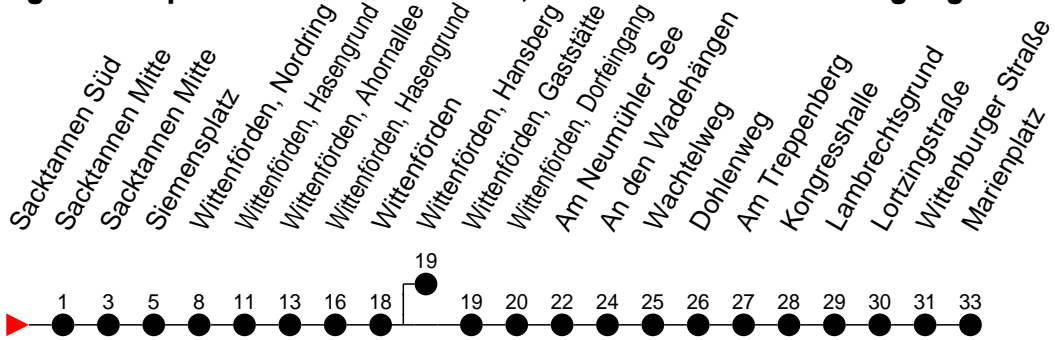 Sacktannen Süd
Sacktannen Mitte
Sacktannen Mitte
Siemensplatz
Wittenförden, Nordring
Wittenförden, Hasengrund
Wittenförden, Ahornallee
Wittenförden, Hasengrund
Wittenförden
Wittenförden, Hansberg
Wittenförden, Gaststätte
Wittenförden, Dorfeingang
Am Neumühler See
An den Wadehängen
Wachtelweg
Dohlenweg
Am Treppenberg
Kongresshalle
Lambrechtsgrund
Lortzingstraße
Wittenburger Straße
Marienplatz
19
1 3 5 8 11 13 16 18 19 20 22 24 25 26 27 28 29 30 31 33